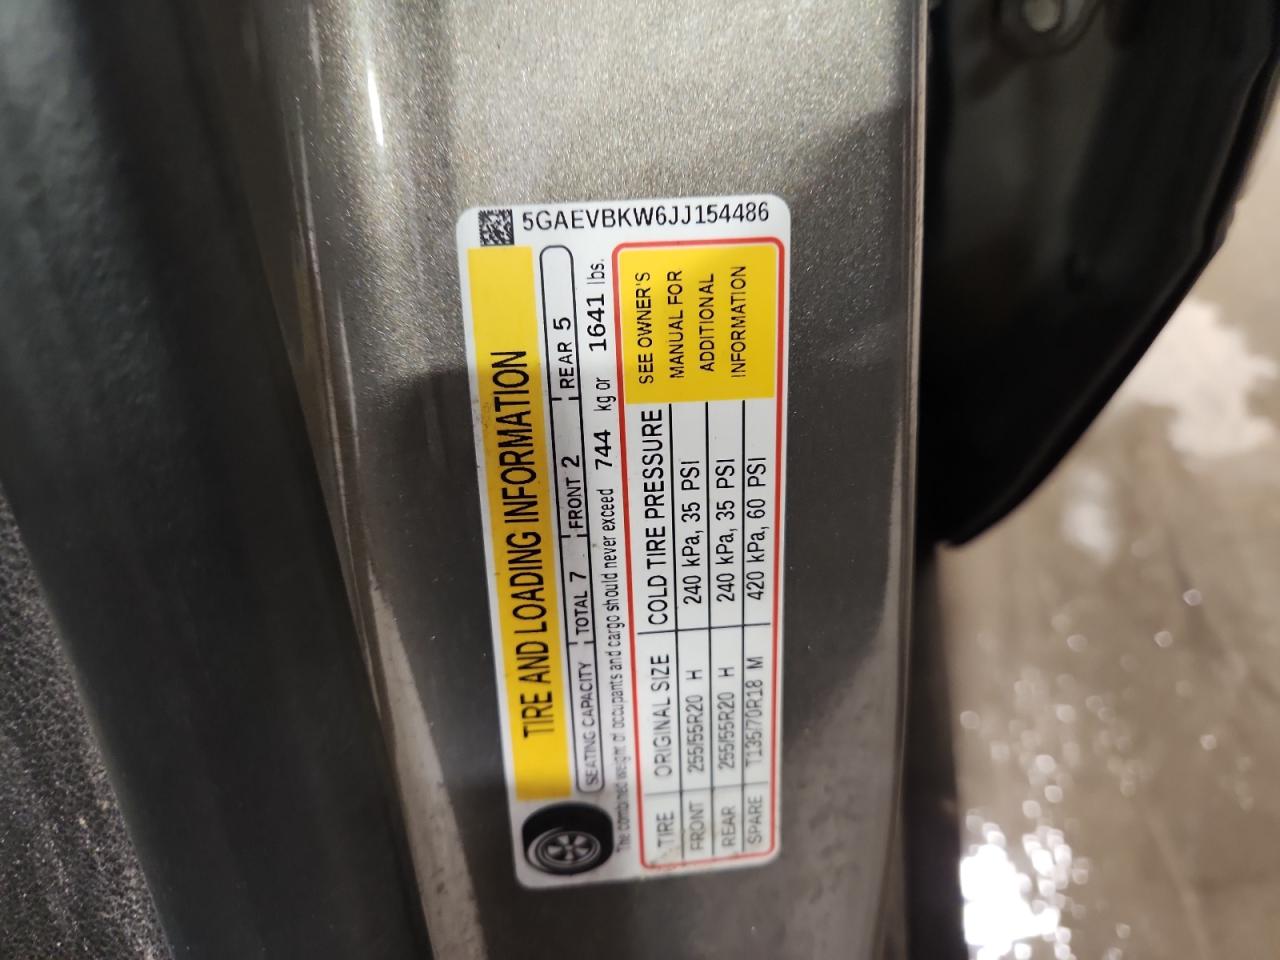 5GAEVBKW6JJ154486
TIRE AND LOADING INFORMATION
SEATING CAPACITY TOTAL 7 FRONT 2 REAR 5
The combined weight of occupants and cargo should never exceed 744 kg or 1641 lbs.
TIRE ORIGINAL SIZE COLD TIRE PRESSURE
FRONT 255/55R20 H 240 kPa, 35 PSI
REAR 255/55R20 H 240 kPa, 35 PSI
SPARE T135/70R18 M 420 kPa, 60 PSI
SEE OWNER'S
MANUAL FOR
ADDITIONAL
INFORMATION